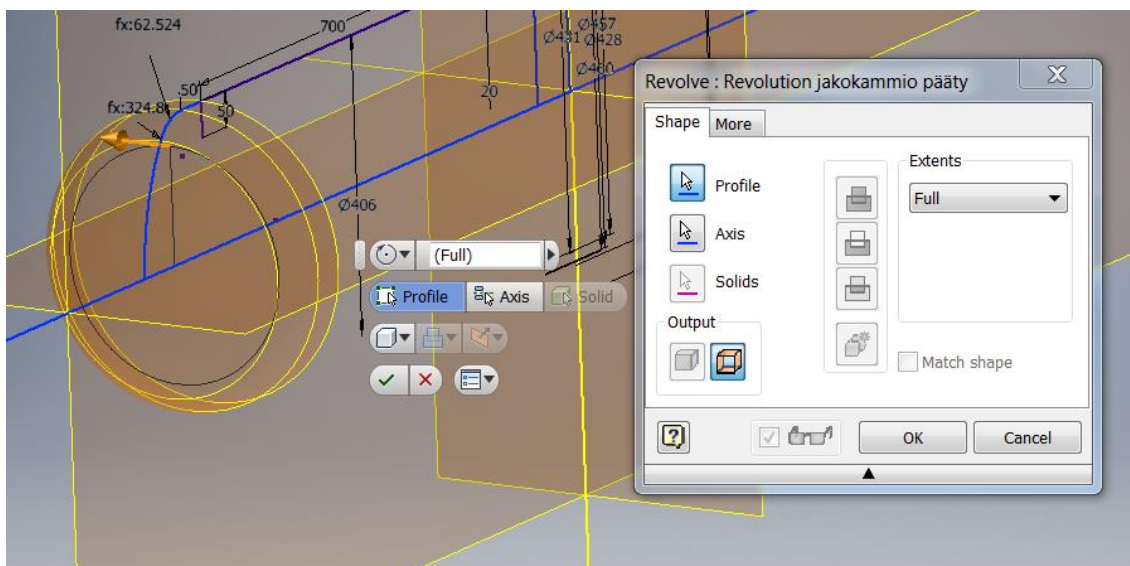 fx:62.524
700
Ø457
Ø431
Ø428
Ø460
50
50
fx:324.8
20
Ø406
(Full)
Profile
Axis
Solid
Revolve : Revolution jakokammio pääty
Shape
More
Profile
Axis
Solids
Output
Extents
Full
Match shape
OK
Cancel